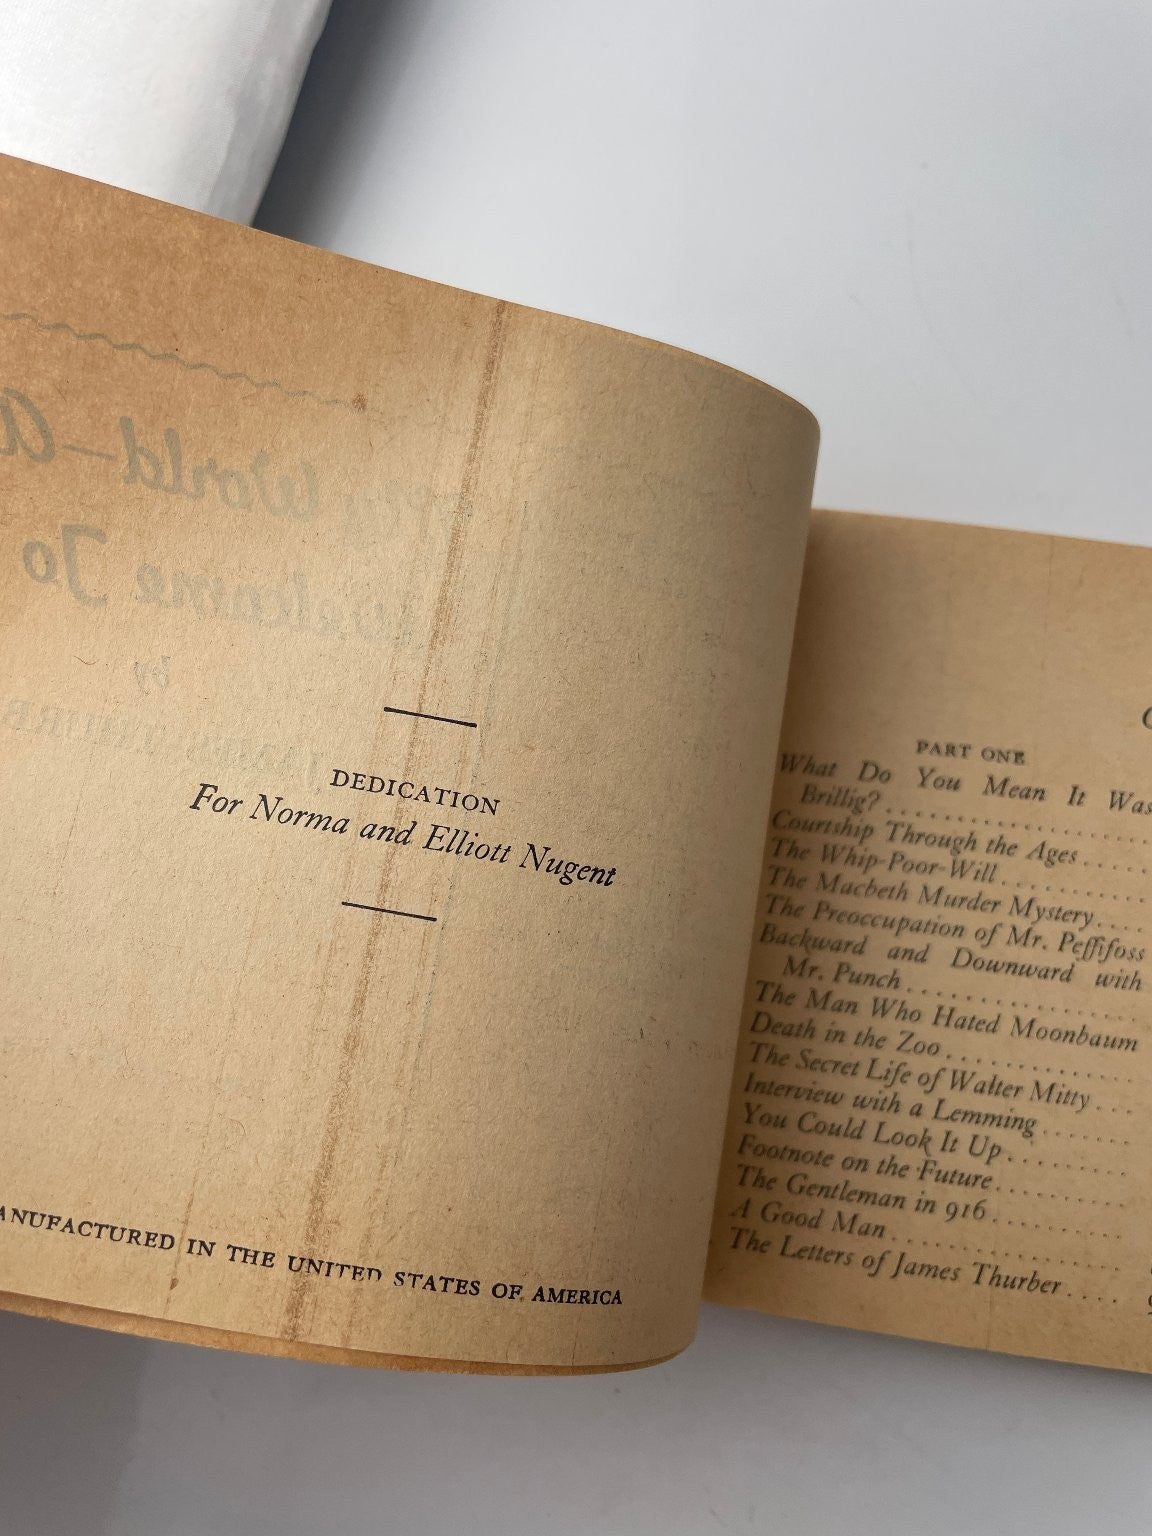 DEDICATION
For Norma and Elliott Nugent
MANUFACTURED IN THE UNITED STATES OF AMERICA
PART ONE
What Do You Mean It Was
Brillig?..............
Courtship Through the Ages....
The Whip-Poor-Will..........
The Macbeth Murder Mystery....
The Preoccupation of Mr. Peffifoss
Backward and Downward with
Mr. Punch...............
The Man Who Hated Moonbaum
Death in the Zoo............
The Secret Life of Walter Mitty...
Interview with a Lemming.......
You Could Look It Up.........
Footnote on the Future.........
The Gentleman in 916..........
A Good Man..............
The Letters of James Thurber....